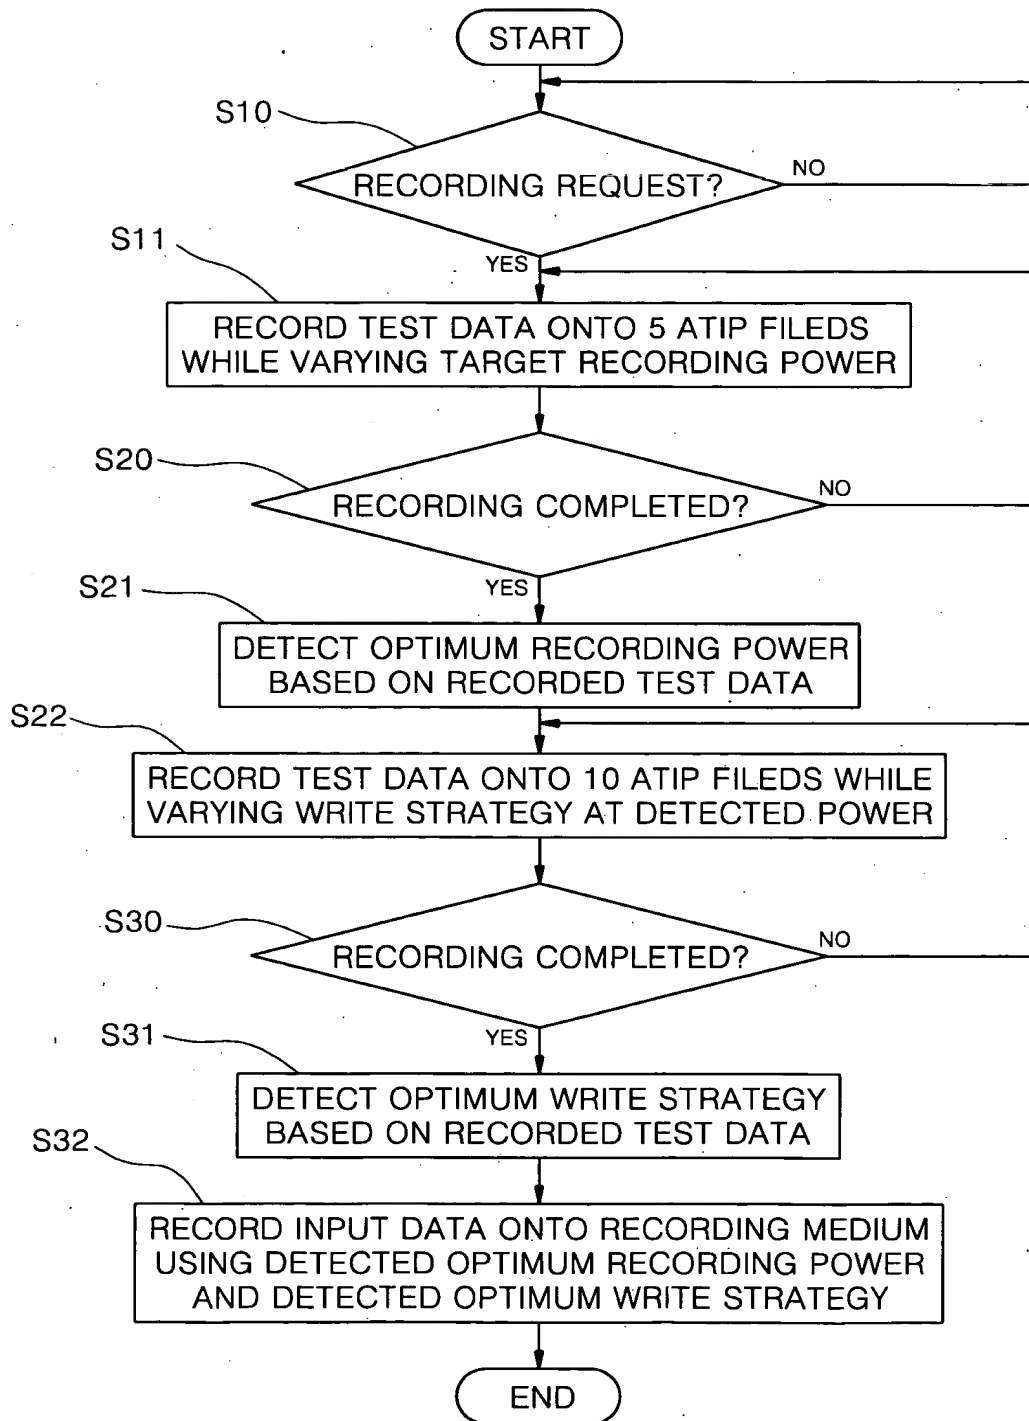 START
S10
RECORDING REQUEST?
NO
YES
S11
RECORD TEST DATA ONTO 5 ATIP FILEDS
WHILE VARYING TARGET RECORDING POWER
S20
RECORDING COMPLETED?
NO
YES
S21
DETECT OPTIMUM RECORDING POWER
BASED ON RECORDED TEST DATA
S22
RECORD TEST DATA ONTO 10 ATIP FILEDS WHILE
VARYING WRITE STRATEGY AT DETECTED POWER
S30
RECORDING COMPLETED?
NO
YES
S31
DETECT OPTIMUM WRITE STRATEGY
BASED ON RECORDED TEST DATA
S32
RECORD INPUT DATA ONTO RECORDING MEDIUM
USING DETECTED OPTIMUM RECORDING POWER
AND DETECTED OPTIMUM WRITE STRATEGY
END